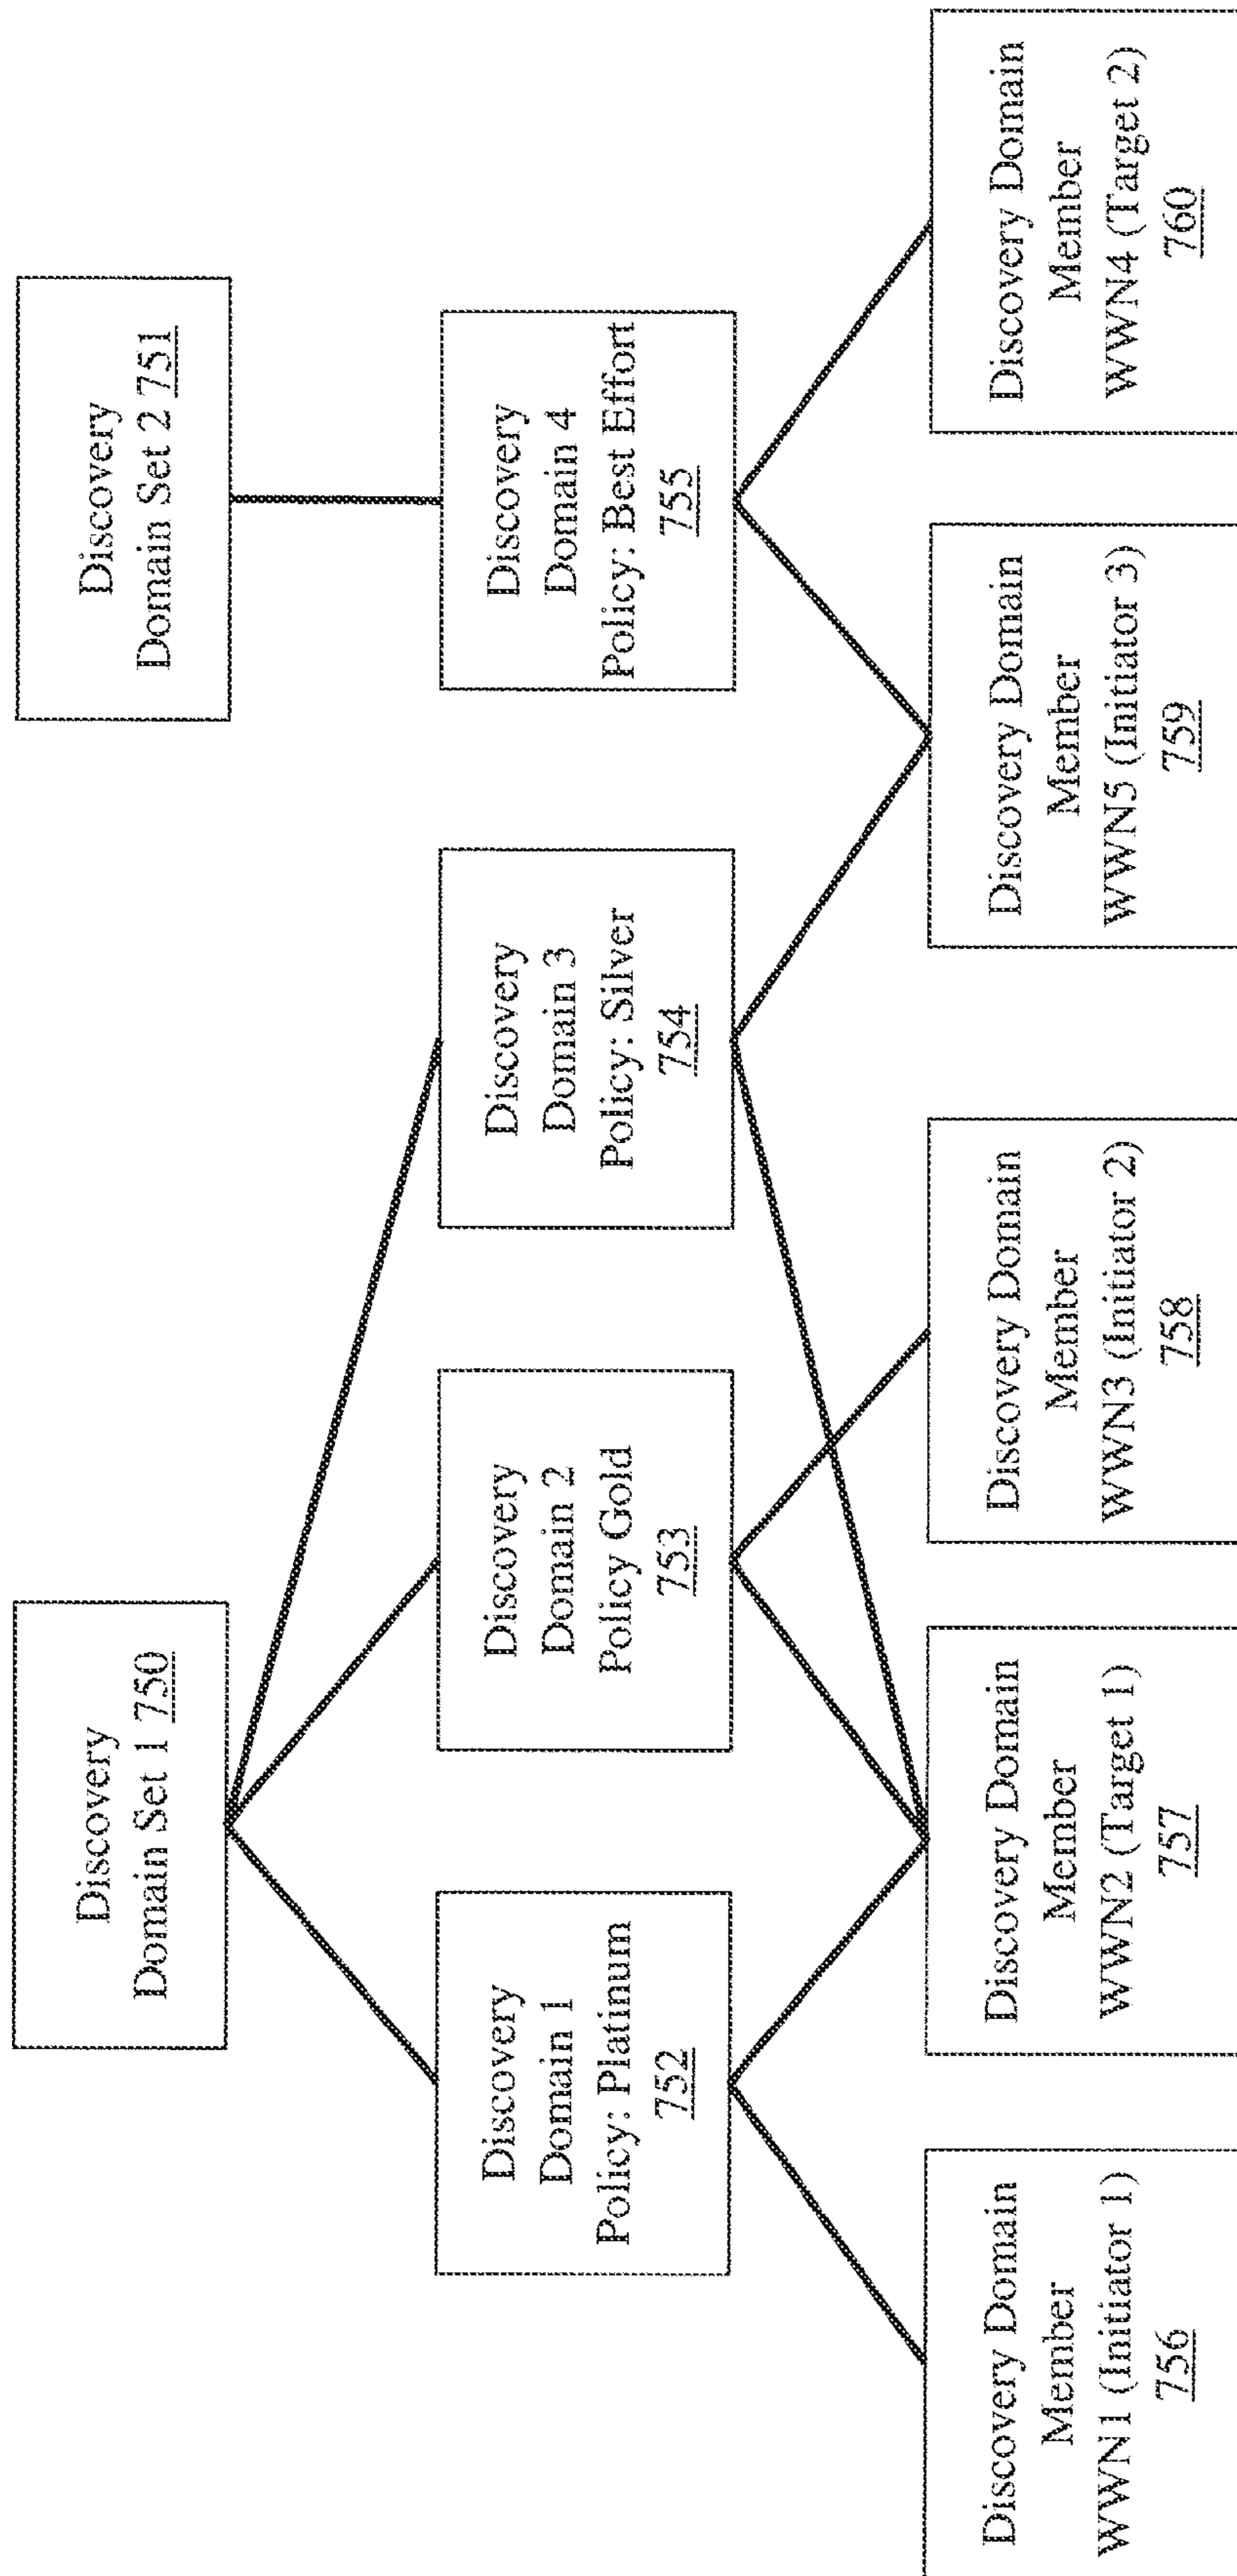 Discovery
Domain Set 1 750
Discovery
Domain Set 2 751
Discovery
Domain 1
Policy: Platinum
752
Discovery
Domain 2
Policy Gold
753
Discovery
Domain 3
Policy: Silver
754
Discovery
Domain 4
Policy: Best Effort
755
Discovery Domain
Member
WWN1 (Initiator 1)
756
Discovery Domain
Member
WWN2 (Target 1)
757
Discovery Domain
Member
WWN3 (Initiator 2)
758
Discovery Domain
Member
WWN5 (Initiator 3)
759
Discovery Domain
Member
WWN4 (Target 2)
760